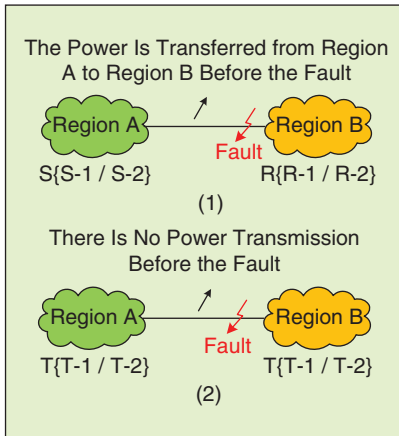 The Power Is Transferred from Region
A to Region B Before the Fault
Region A
Region B
Fault
S{S-1 / S-2}
R{R-1 / R-2}
(1)
There Is No Power Transmission
Before the Fault
Region A
Region B
Fault
T{T-1 / T-2}
T{T-1 / T-2}
(2)